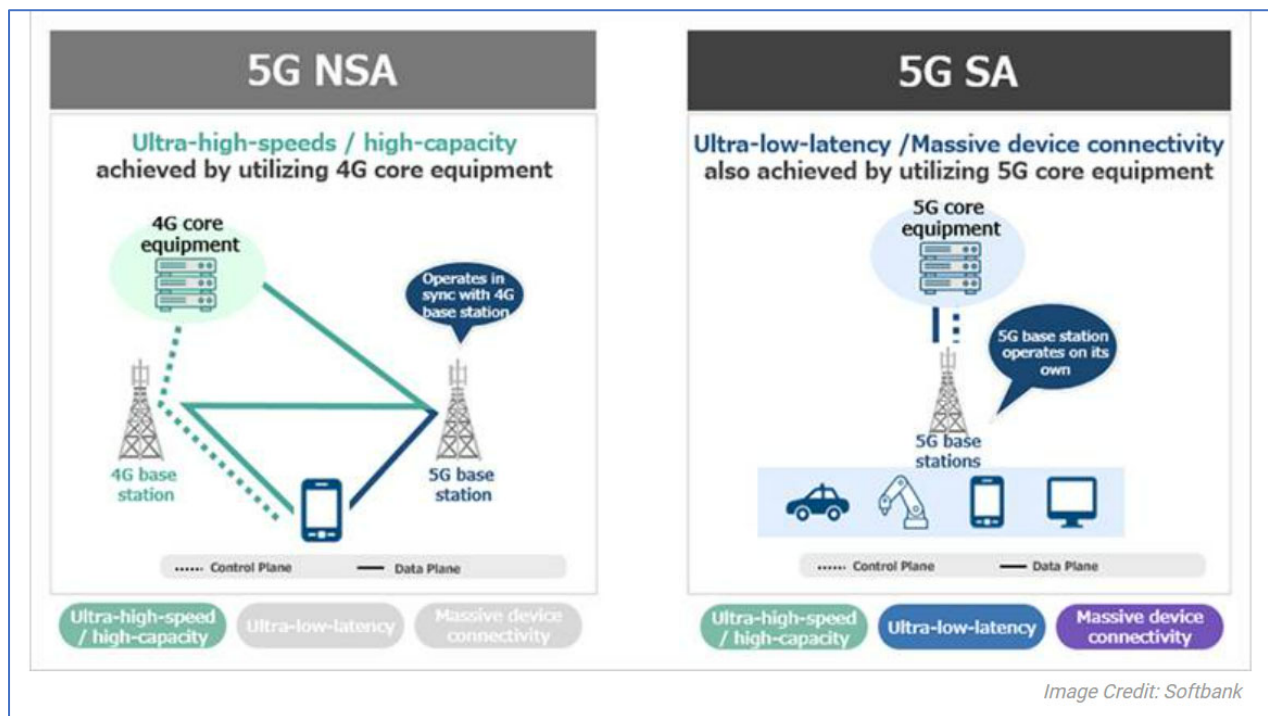 5G NSA
Ultra-high-speeds / high-capacity
achieved by utilizing 4G core equipment
4G core
equipment
Operates in
sync with 4G
base station
4G base
station
5G base
station
Control Plane
Data Plane
Ultra-high-speed
/ high-capacity
Ultra-low-latency
Massive device
connectivity
5G SA
Ultra-low-latency /Massive device connectivity
also achieved by utilizing 5G core equipment
5G core
equipment
5G base station
operates on its
own
5G base
stations
Control Plane
Data Plane
Ultra-high-speed
/ high-capacity
Ultra-low-latency
Massive device
connectivity
Image Credit: Softbank